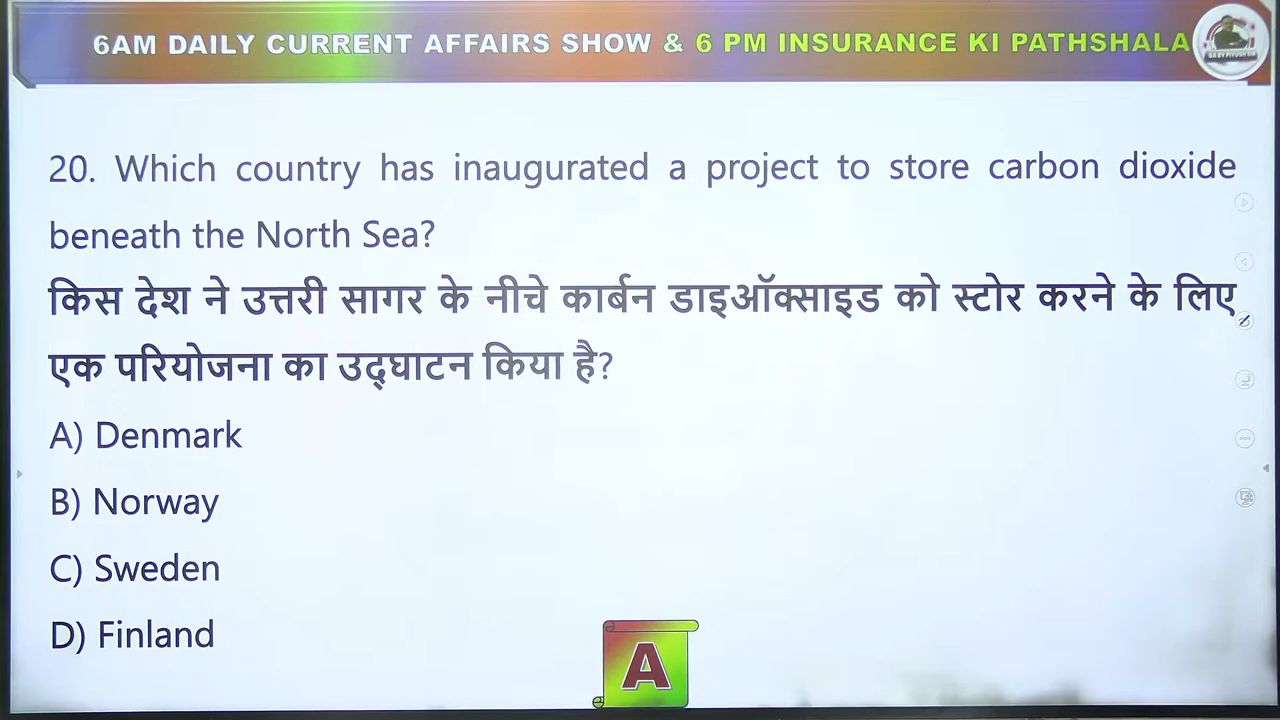 6AM DAILY CURRENT AFFAIRS SHOW & 6 PM INSURANCE KI PATHSHALA
20. Which country has inaugurated a project to store carbon dioxide
beneath the North Sea?
किस देश ने उत्तरी सागर के नीचे कार्बन डाइऑक्साइड को स्टोर करने के लिए
एक परियोजना का उद्घाटन किया है?
A) Denmark
B) Norway
C) Sweden
D) Finland
A